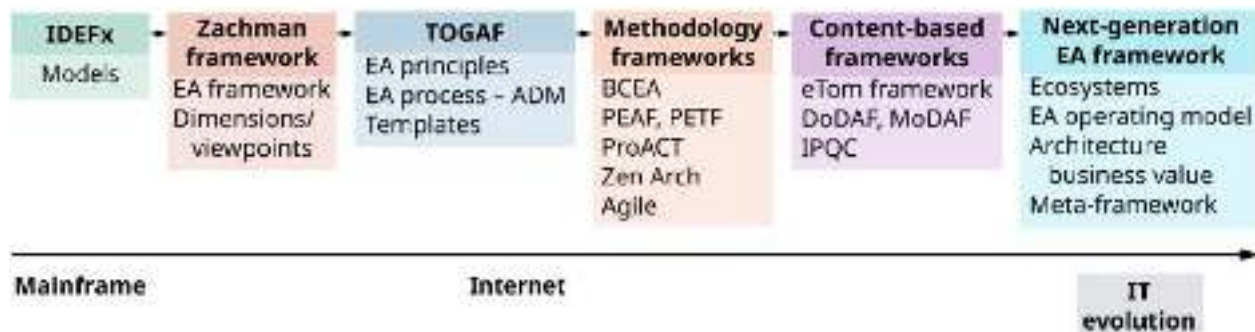 IDEFx
Models
Zachman
framework
EA framework
Dimensions/
viewpoints
TOGAF
EA principles
EA process – ADM
Templates
Methodology
frameworks
BCEA
PEAF, PETF
ProACT
Zen Arch
Agile
Content-based
frameworks
eTom framework
DoDAF, MoDAF
IPQC
Next-generation
EA framework
Ecosystems
EA operating model
Architecture
business value
Meta-framework
Mainframe
Internet
IT
evolution